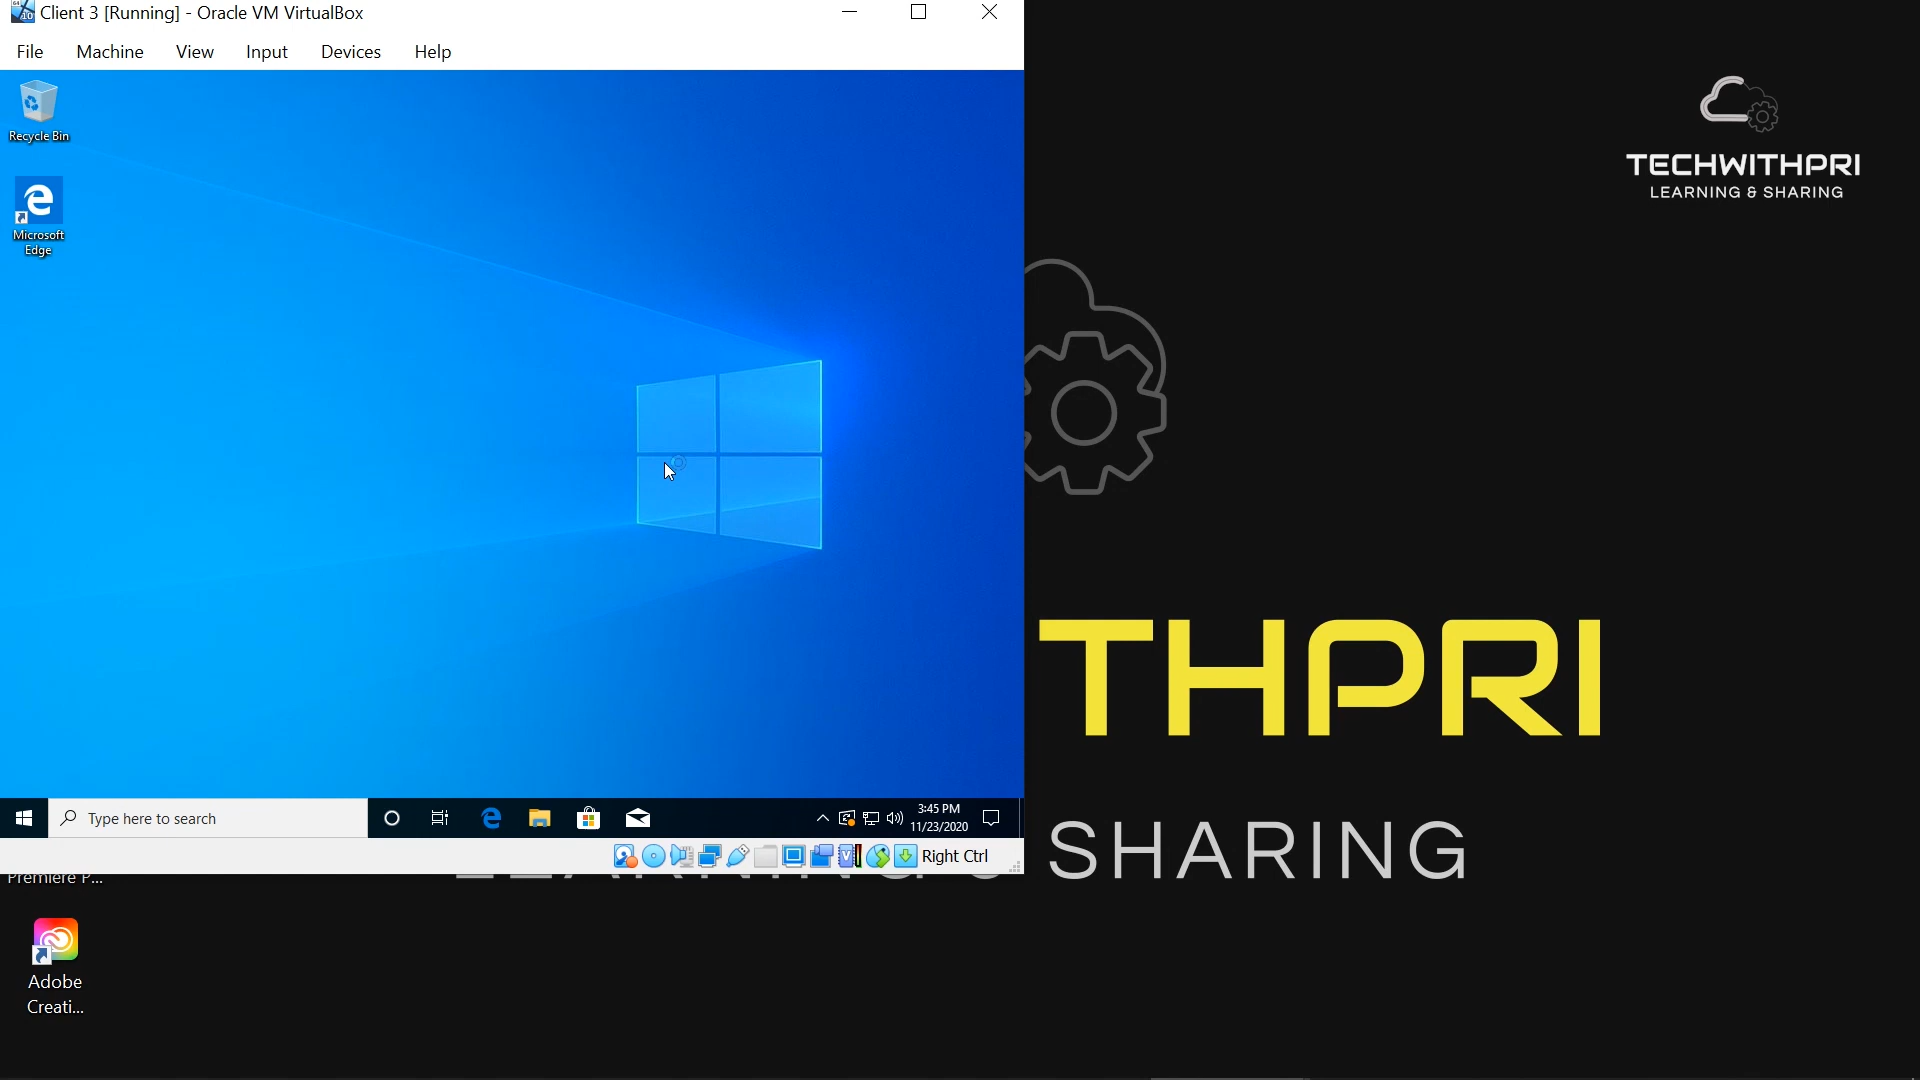 Client 3 [Running] - Oracle VM VirtualBox
File Machine View Input Devices Help
Recycle Bin
Microsoft
Edge
TECHWITHPRI
LEARNING & SHARING
THPRI
SHARING
Type here to search
3:45 PM
11/23/2020
Right Ctrl
Premiere P...
Adobe
Creati...